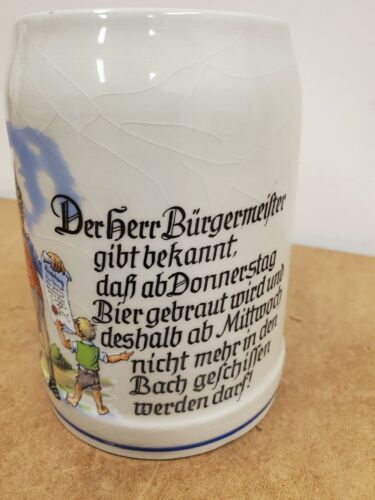 Der Herr Bürgermeister
gibt bekannt,
daß ab Donnerstag
Bier gebraut wird und
deshalb ab Mittwoch
nicht mehr in den
Bach geschissen
werden darf!